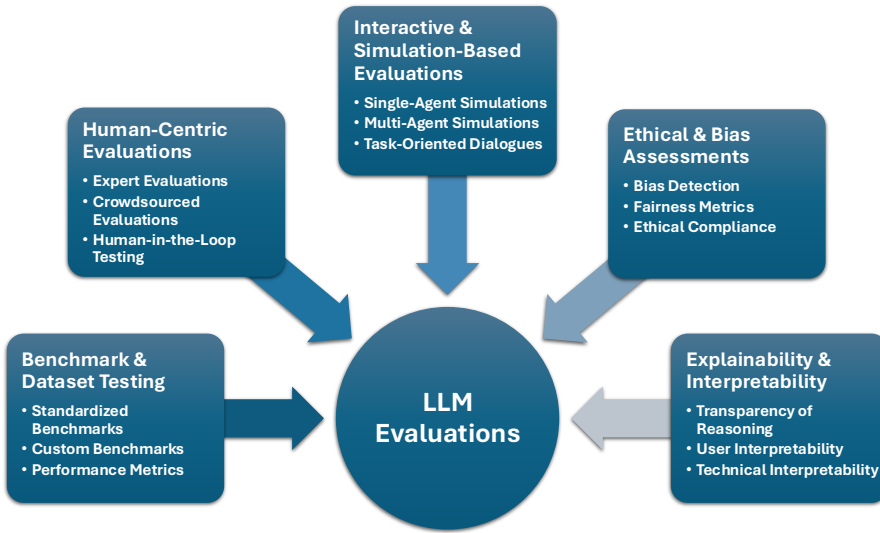 Interactive &
Simulation-Based
Evaluations
• Single-Agent Simulations
• Multi-Agent Simulations
• Task-Oriented Dialogues
Human-Centric
Evaluations
• Expert Evaluations
• Crowdsourced
Evaluations
• Human-in-the-Loop
Testing
Ethical & Bias
Assessments
• Bias Detection
• Fairness Metrics
• Ethical Compliance
Benchmark &
Dataset Testing
• Standardized
Benchmarks
• Custom Benchmarks
• Performance Metrics
LLM
Evaluations
Explainability &
Interpretability
• Transparency of
Reasoning
• User Interpretability
• Technical Interpretability